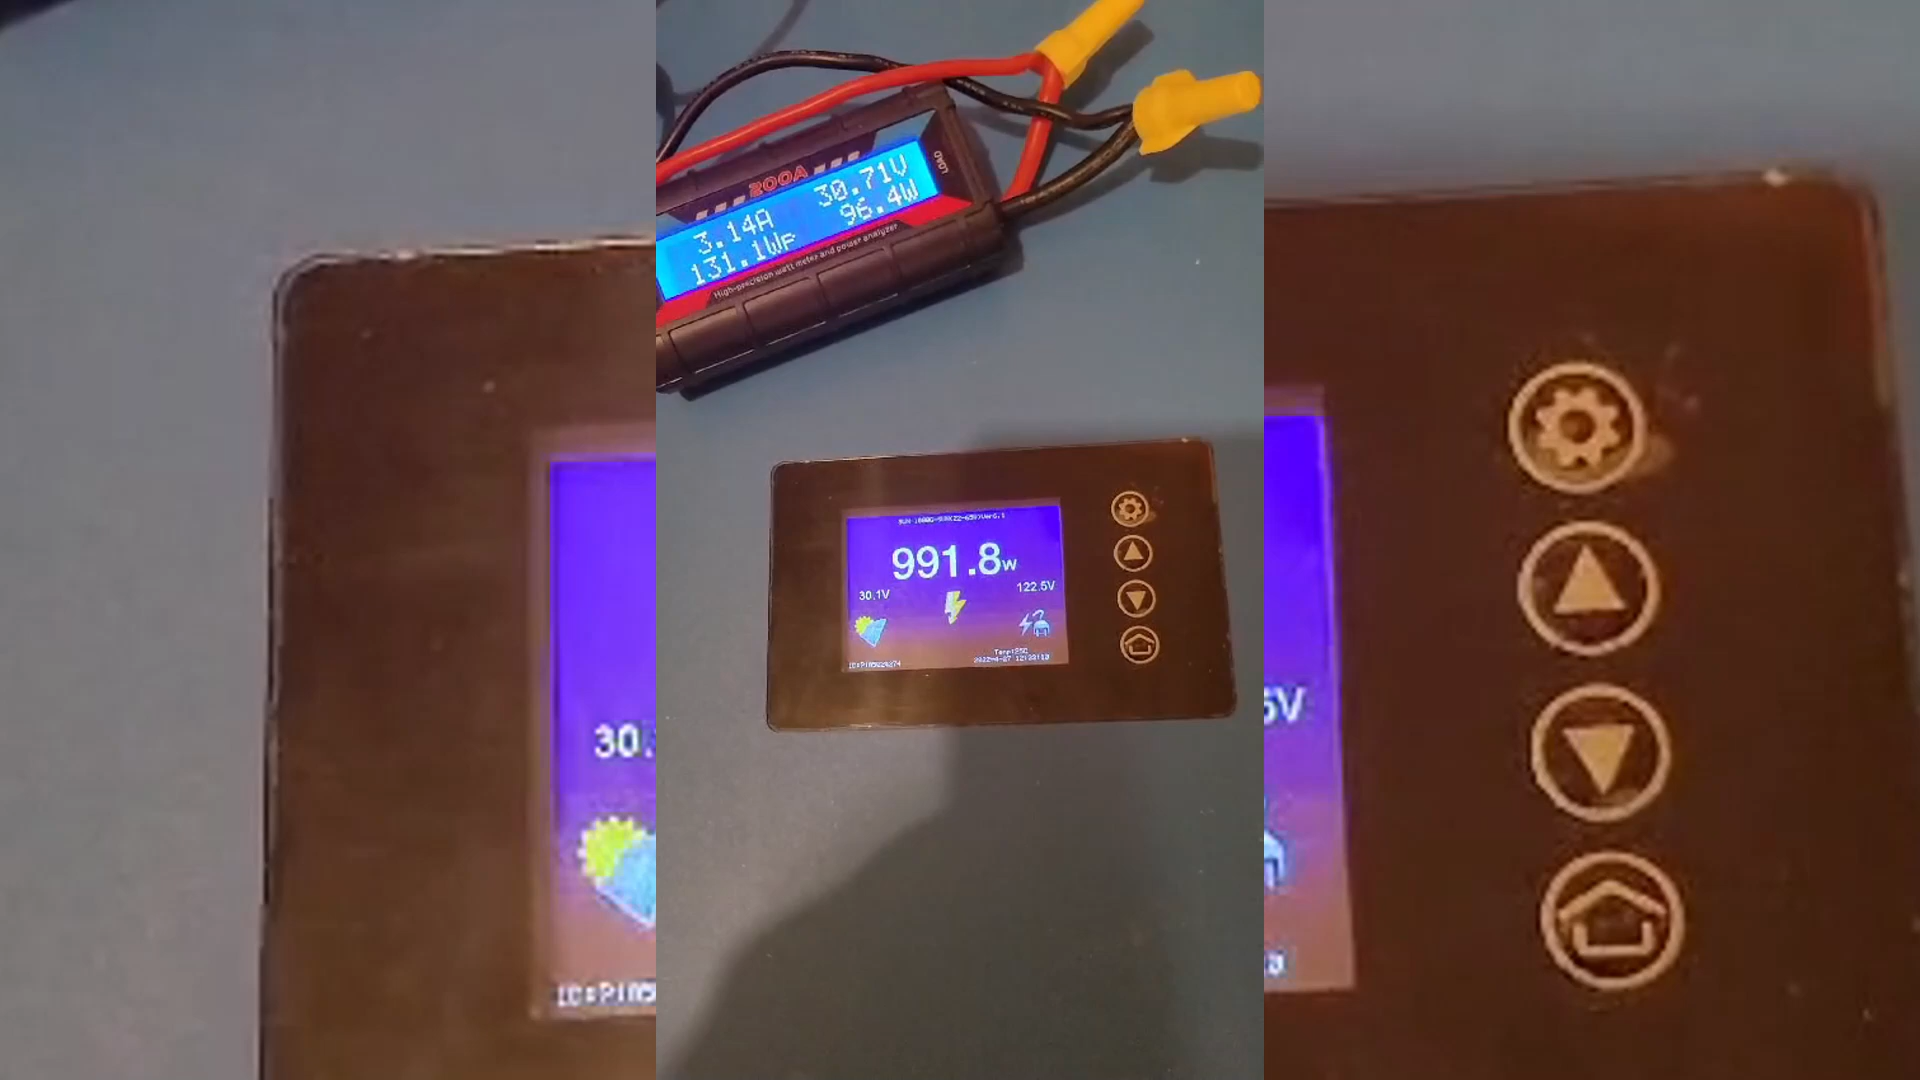 200A
LOAD
3.14A 30.71V
131.1Wp 96.4W
High-precision watt meter and power analyzer
991.8W
30.1V 122.5V
30.
5V